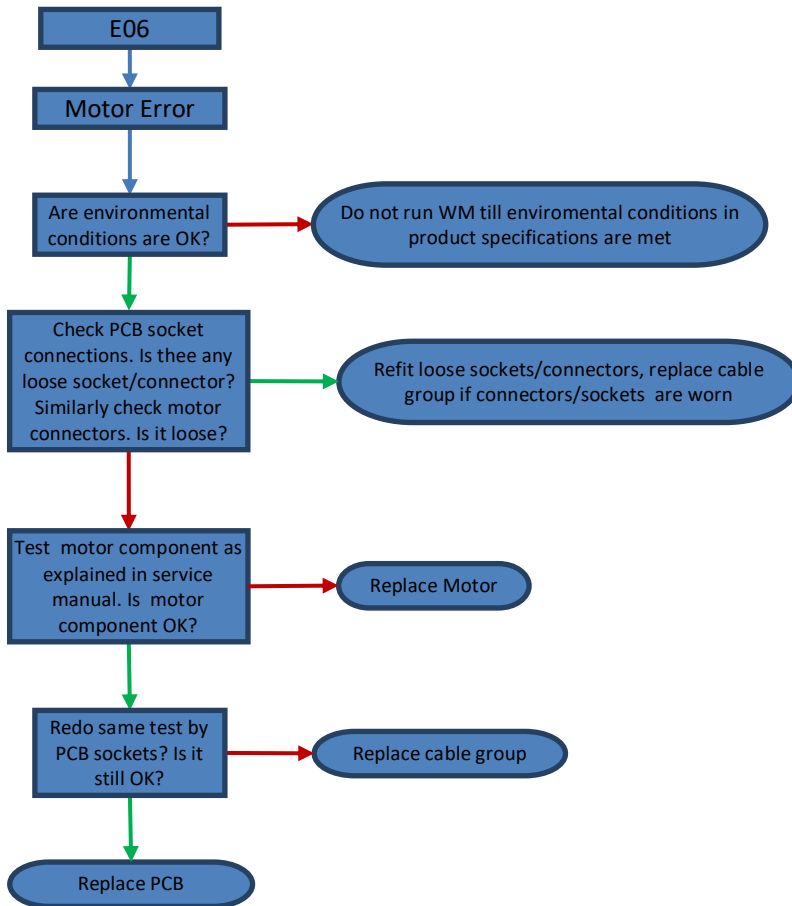 E06
Motor Error
Are environmental
conditions are OK?
Do not run WM till enviromental conditions in
product specifications are met
Check PCB socket
connections. Is thee any
loose socket/connector?
Similarly check motor
connectors. Is it loose?
Refit loose sockets/connectors, replace cable
group if connectors/sockets are worn
Test motor component as
explained in service
manual. Is motor
component OK?
Replace Motor
Redo same test by
PCB sockets? Is it
still OK?
Replace cable group
Replace PCB